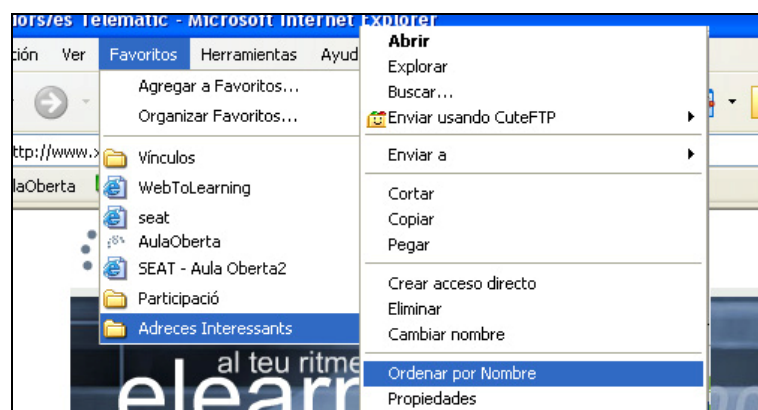 Telematic - Microsoft Internet Explorer
Ver Favoritos Herramientas
Agregar a Favoritos...
Organizar Favoritos...
Vínculos
WebToLearning
seat
AulaOberta
SEAT - Aula Oberta2
Participació
Adreces Interessants
al teu ritme
Abrir
Explorar
Buscar...
Enviar usando CuteFTP
Enviar a
Cortar
Copiar
Pegar
Crear acceso directo
Eliminar
Cambiar nombre
Ordenar por Nombre
Propiedades